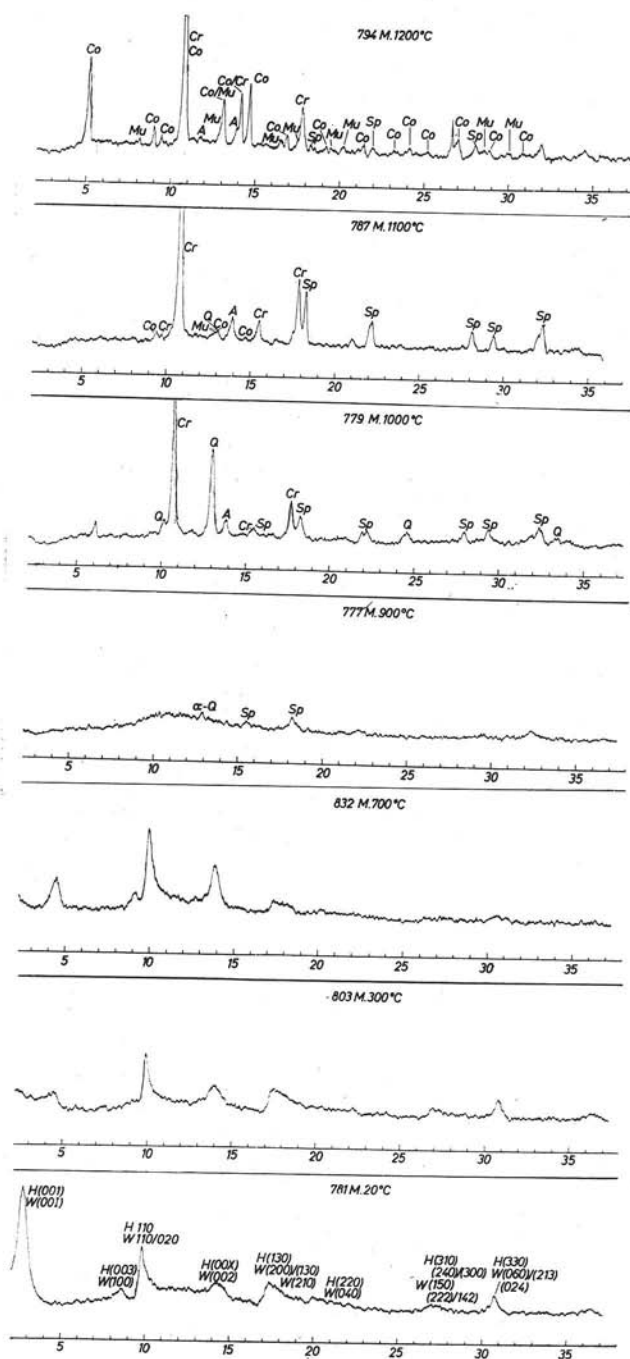 794 M.1200°C
Cr
Co
Co
Co/Cr
Co
Co/Mu
Cr
Mu
Co
Mu
Co
A
Mu
A
Co
Mu
Mu
Sp
Co
Mu
Mu
Co
Sp
Co
Co
Co
Co
Sp
Mu
Co
Mu
Co
5 10 15 20 25 30 35
787 M.1100°C
Cr
Co
Cr
Mu
Q
Co
A
Co
Cr
Cr
Sp
Sp
Sp
Sp
Sp
5 10 15 20 25 30 35
779 M.1000°C
Cr
Q
Q
A
Cr
Sp
Cr
Sp
Sp
Q
Sp
Sp
Sp
Q
5 10 15 20 25 30 35
777 M.900°C
α-Q
Sp
Sp
5 10 15 20 25 30 35
832 M.700°C
5 10 15 20 25 30 35
803 M.300°C
5 10 15 20 25 30 35
781 M.20°C
H(001)
W(001)
H(003)
W(100)
H 110
W 110/020
H(00X)
W(002)
H(130)
W(200)/(130)
W(210)
H(220)
W(040)
H(310)
(240)/(300)
W(150)
(222)/142)
H(330)
W(060)/(213)
(024)
5 10 15 20 25 30 35